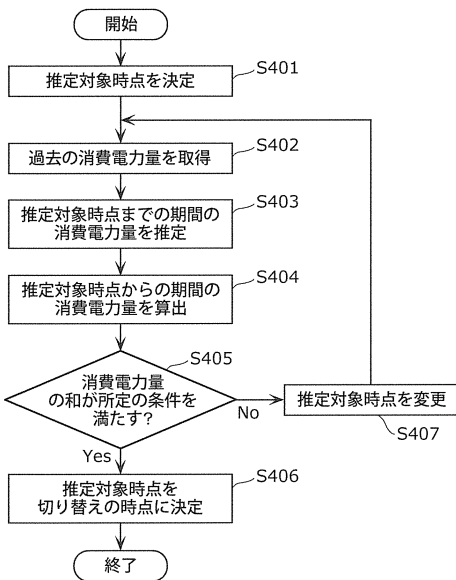 開始
推定対象時点を決定
S401
過去の消費電力量を取得
S402
推定対象時点までの期間の
消費電力量を推定
S403
推定対象時点からの期間の
消費電力量を算出
S404
消費電力量
の和が所定の条件を
満たす?
S405
No
推定対象時点を変更
S407
Yes
推定対象時点を
切り替えの時点に決定
S406
終了